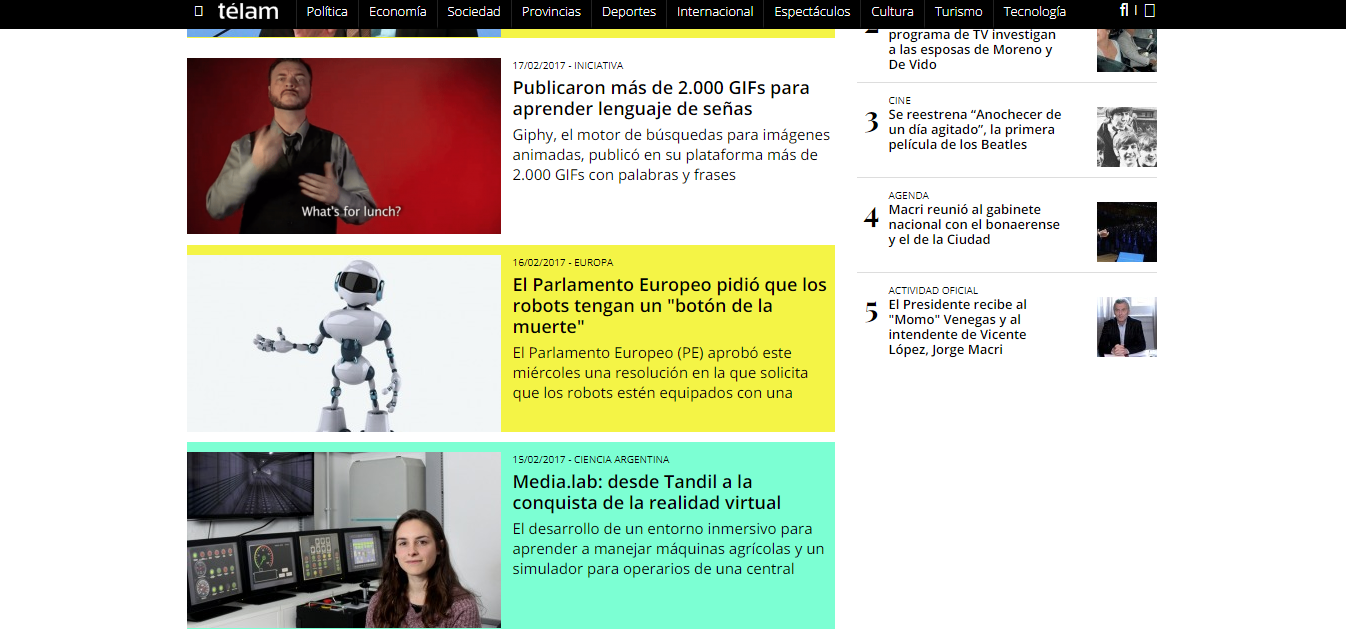 télam Política Economía Sociedad Provincias Deportes Internacional Espectáculos Cultura Turismo Tecnología
17/02/2017 - INICIATIVA
Publicaron más de 2.000 GIFs para
aprender lenguaje de señas
Giphy, el motor de búsquedas para imágenes
animadas, publicó en su plataforma más de
2.000 GIFs con palabras y frases
What's for lunch?
16/02/2017 - EUROPA
El Parlamento Europeo pidió que los
robots tengan un "botón de la
muerte"
El Parlamento Europeo (PE) aprobó este
miércoles una resolución en la que solicita
que los robots estén equipados con una
15/02/2017 - CIENCIA ARGENTINA
Media.lab: desde Tandil a la
conquista de la realidad virtual
El desarrollo de un entorno inmersivo para
aprender a manejar máquinas agrícolas y un
simulador para operarios de una central
programa de TV investigan
a las esposas de Moreno y
De Vido
CINE
3 Se reestrena “Anochecer de
un día agitado”, la primera
película de los Beatles
AGENDA
4 Macri reunió al gabinete
nacional con el bonaerense
y el de la Ciudad
ACTIVIDAD OFICIAL
5 El Presidente recibe al
"Momo" Venegas y al
intendente de Vicente
López, Jorge Macri